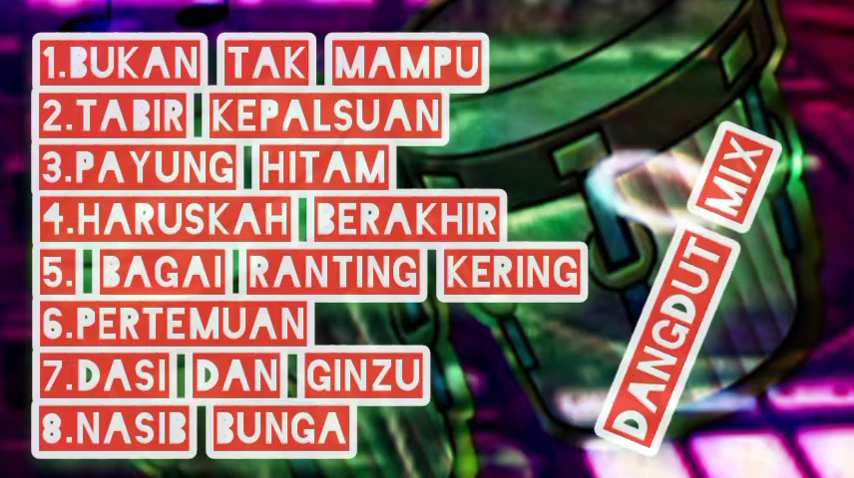 1.BUKAN TAK MAMPU
2.TABIR KEPALSUAN
3.PAYUNG HITAM
4.HARUSKAH BERAKHIR
5. BAGAI RANTING KERING
6.PERTEMUAN
7.DASI DAN GINZU
8.NASIB BUNGA
DANGDUT MIX